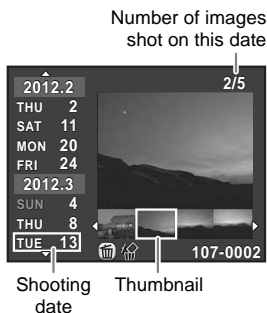 Number of images
shot on this date
2012.2
2/5
THU 2
SAT 11
MON 20
FRI 24
2012.3
SUN 4
THU 8
TUE 13
107-0002
Shooting
date
Thumbnail